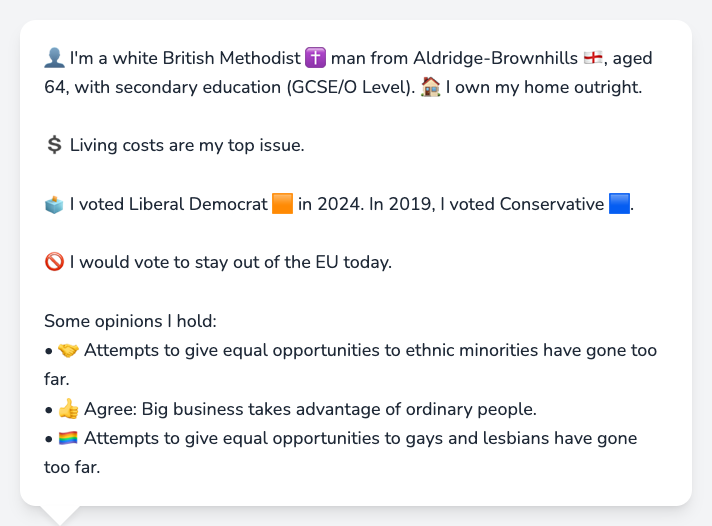 👤 I'm a white British Methodist ✝️ man from Aldridge-Brownhills 🏴󠁧󠁢󠁥󠁮󠁧󠁿, aged
64, with secondary education (GCSE/O Level). 🏠 I own my home outright.
💲 Living costs are my top issue.
🗳️ I voted Liberal Democrat 🟧 in 2024. In 2019, I voted Conservative 🟦.
🚫 I would vote to stay out of the EU today.
Some opinions I hold:
• 🤝 Attempts to give equal opportunities to ethnic minorities have gone too
far.
• 👍 Agree: Big business takes advantage of ordinary people.
• 🏳️‍🌈 Attempts to give equal opportunities to gays and lesbians have gone
too far.